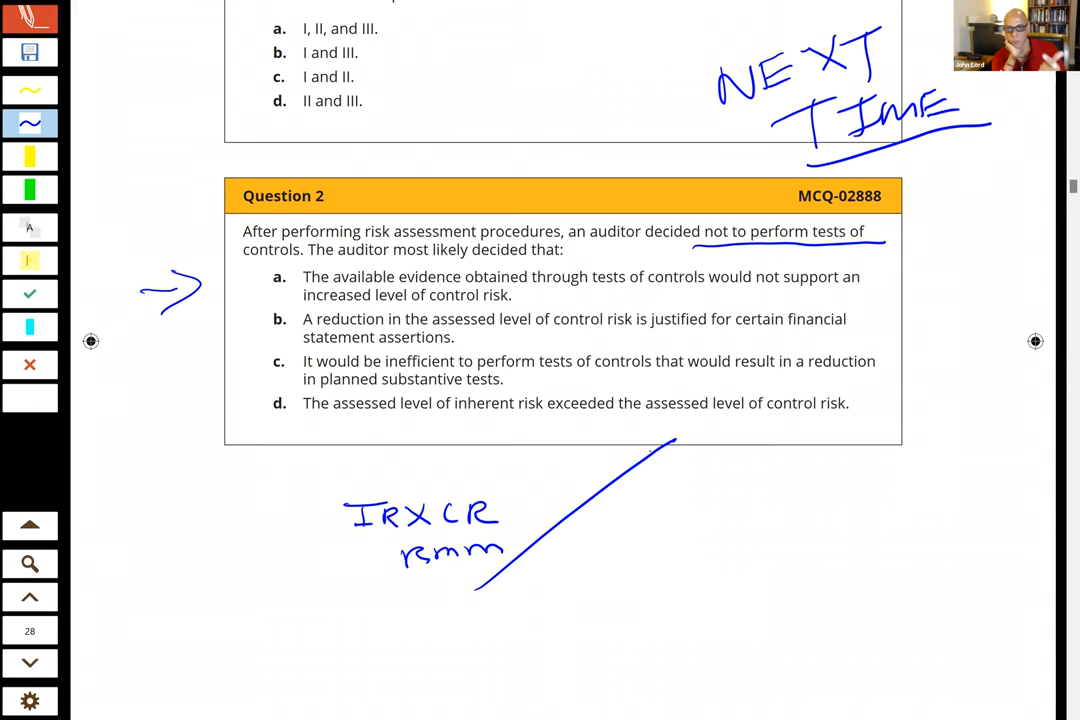 a. I, II, and III.
b. I and III.
c. I and II.
d. II and III.
NEXT
TIME
John Lord
Question 2 MCQ-02888
After performing risk assessment procedures, an auditor decided not to perform tests of
controls. The auditor most likely decided that:
a. The available evidence obtained through tests of controls would not support an
increased level of control risk.
b. A reduction in the assessed level of control risk is justified for certain financial
statement assertions.
c. It would be inefficient to perform tests of controls that would result in a reduction
in planned substantive tests.
d. The assessed level of inherent risk exceeded the assessed level of control risk.
IRXCR
RMM
A
28